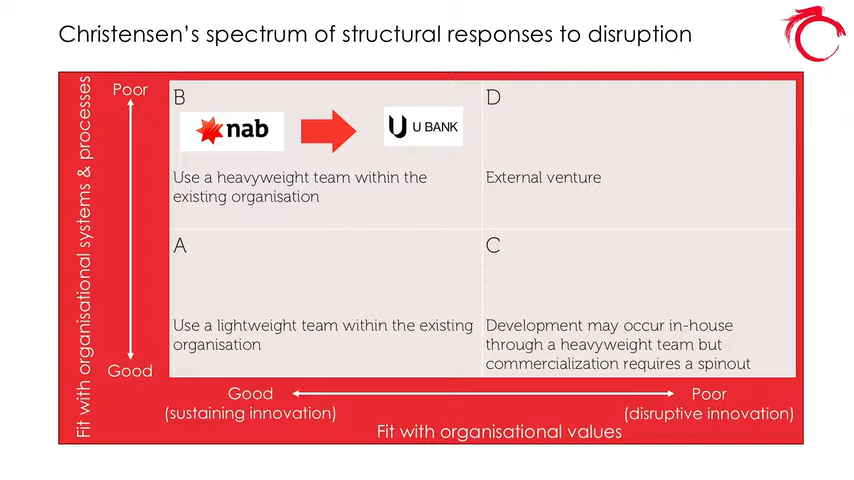 Christensen's spectrum of structural responses to disruption
Fit with organisational systems & processes
Poor
Good
B
nab
U BANK
Use a heavyweight team within the
existing organisation
D
External venture
A
Use a lightweight team within the existing
organisation
C
Development may occur in-house
through a heavyweight team but
commercialization requires a spinout
Good
(sustaining innovation)
Poor
(disruptive innovation)
Fit with organisational values